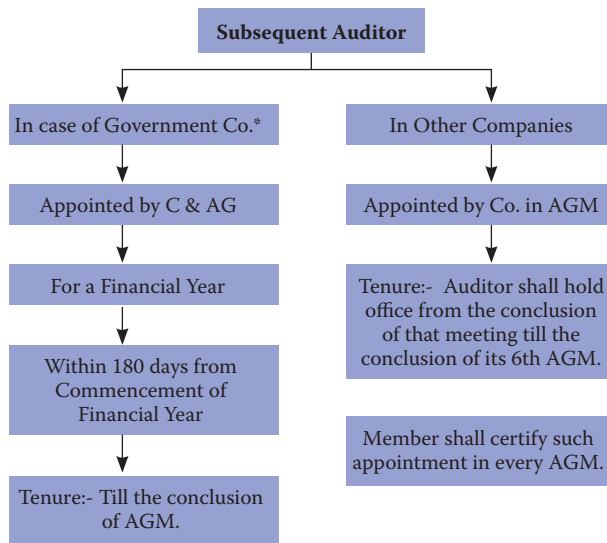 Subsequent Auditor
In case of Government Co.*
Appointed by C & AG
For a Financial Year
Within 180 days from
Commencement of
Financial Year
Tenure:- Till the conclusion
of AGM.
In Other Companies
Appointed by Co. in AGM
Tenure:- Auditor shall hold
office from the conclusion
of that meeting till the
conclusion of its 6th AGM.
Member shall certify such
appointment in every AGM.